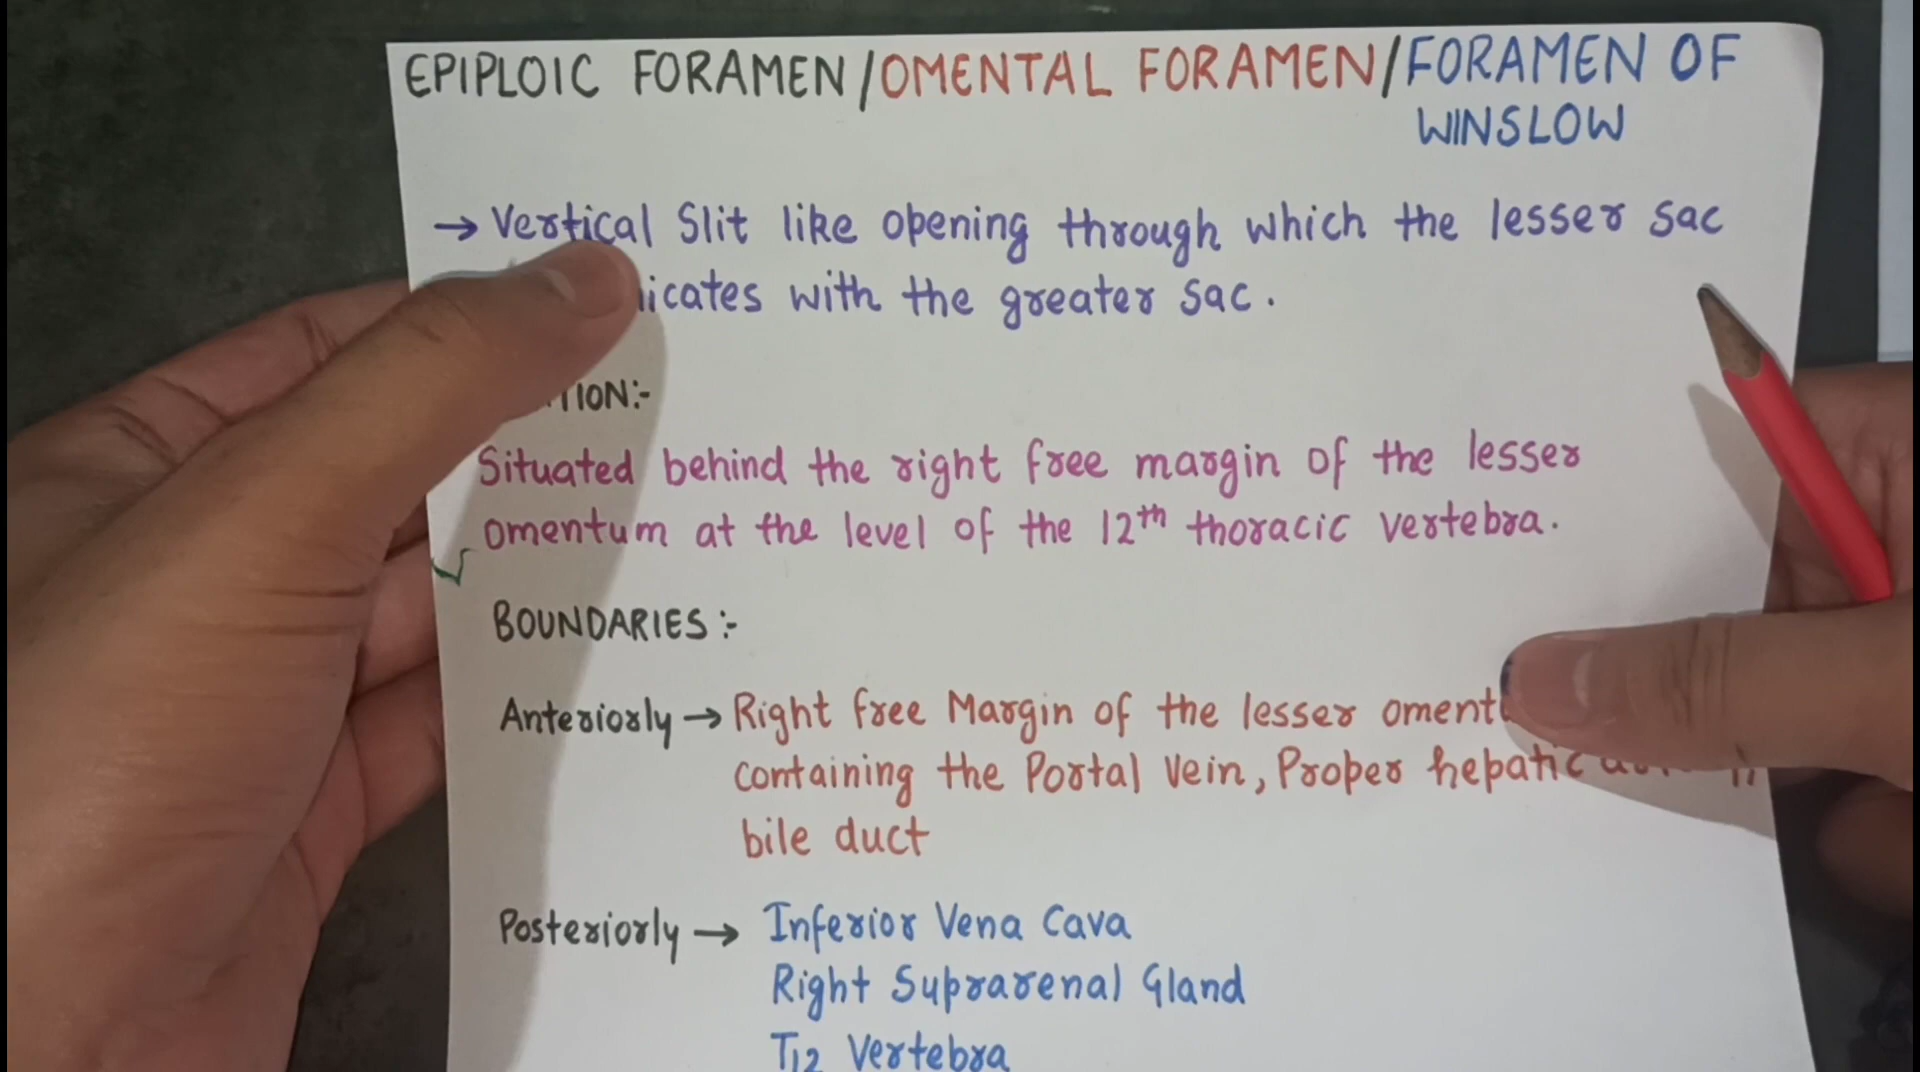 EPIPLOIC FORAMEN/OMENTAL FORAMEN/FORAMEN OF
WINSLOW
→ Vertical Slit like opening through which the lesser sac
with the greater sac.
Situated behind the right free margin of the lesser
omentum at the level of the 12th thoracic vertebra.
BOUNDARIES :-
Anteriorly → Right free Margin of the lesser
containing the Portal vein, Proper hepatic
bile duct
Posteriorly → Inferior Vena Cava
Right Suprarenal Gland
T12 Vertebra